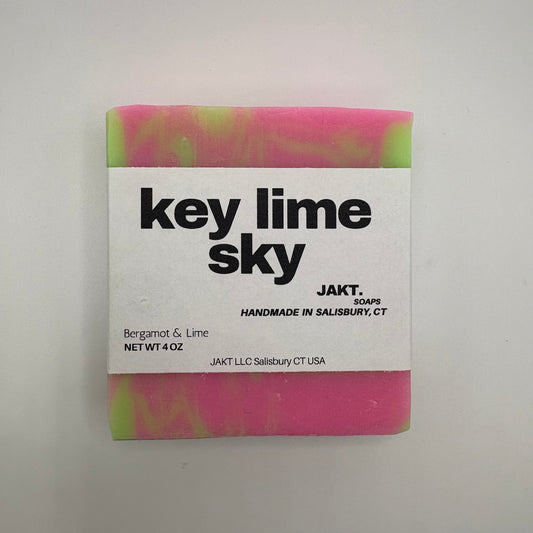 key lime
sky
JAKT.
SOAPS
HANDMADE IN SALISBURY, CT
Bergamot & Lime
NET WT 4 OZ
JAKT LLC Salisbury CT USA